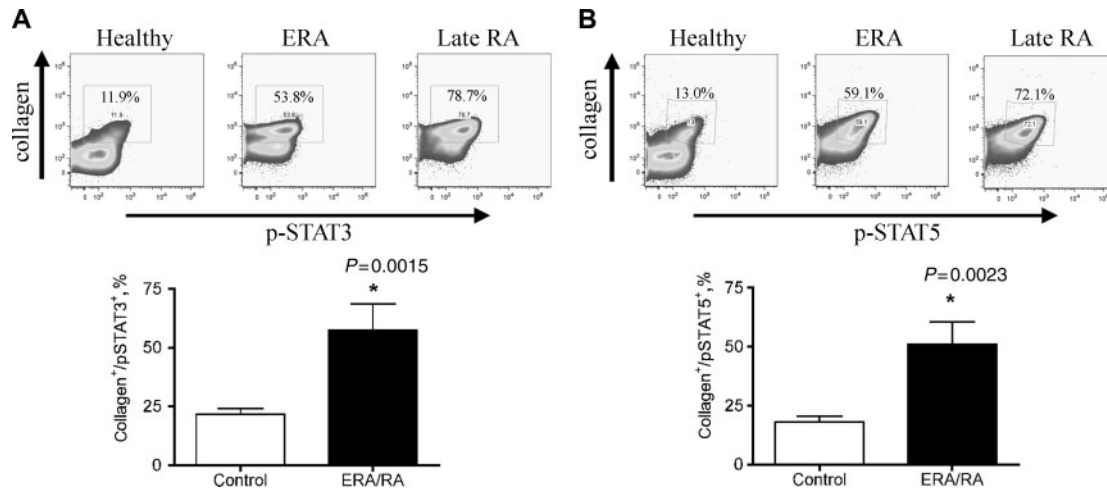 A
Healthy ERA Late RA
collagen
11.9% 53.8% 78.7%
p-STAT3
P=0.0015
*
Collagen⁺/pSTAT3⁺, %
75
50
25
0
Control ERA/RA
B
Healthy ERA Late RA
collagen
13.0% 59.1% 72.1%
p-STAT5
P=0.0023
*
Collagen⁺/pSTAT5⁺, %
75
50
25
0
Control ERA/RA